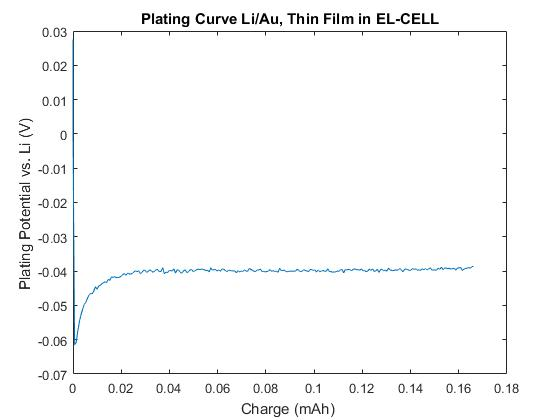 Plating Curve Li/Au, Thin Film in EL-CELL
Plating Potential vs. Li (V)
0.03
0.02
0.01
0
-0.01
-0.02
-0.03
-0.04
-0.05
-0.06
-0.07
0 0.02 0.04 0.06 0.08 0.1 0.12 0.14 0.16 0.18
Charge (mAh)